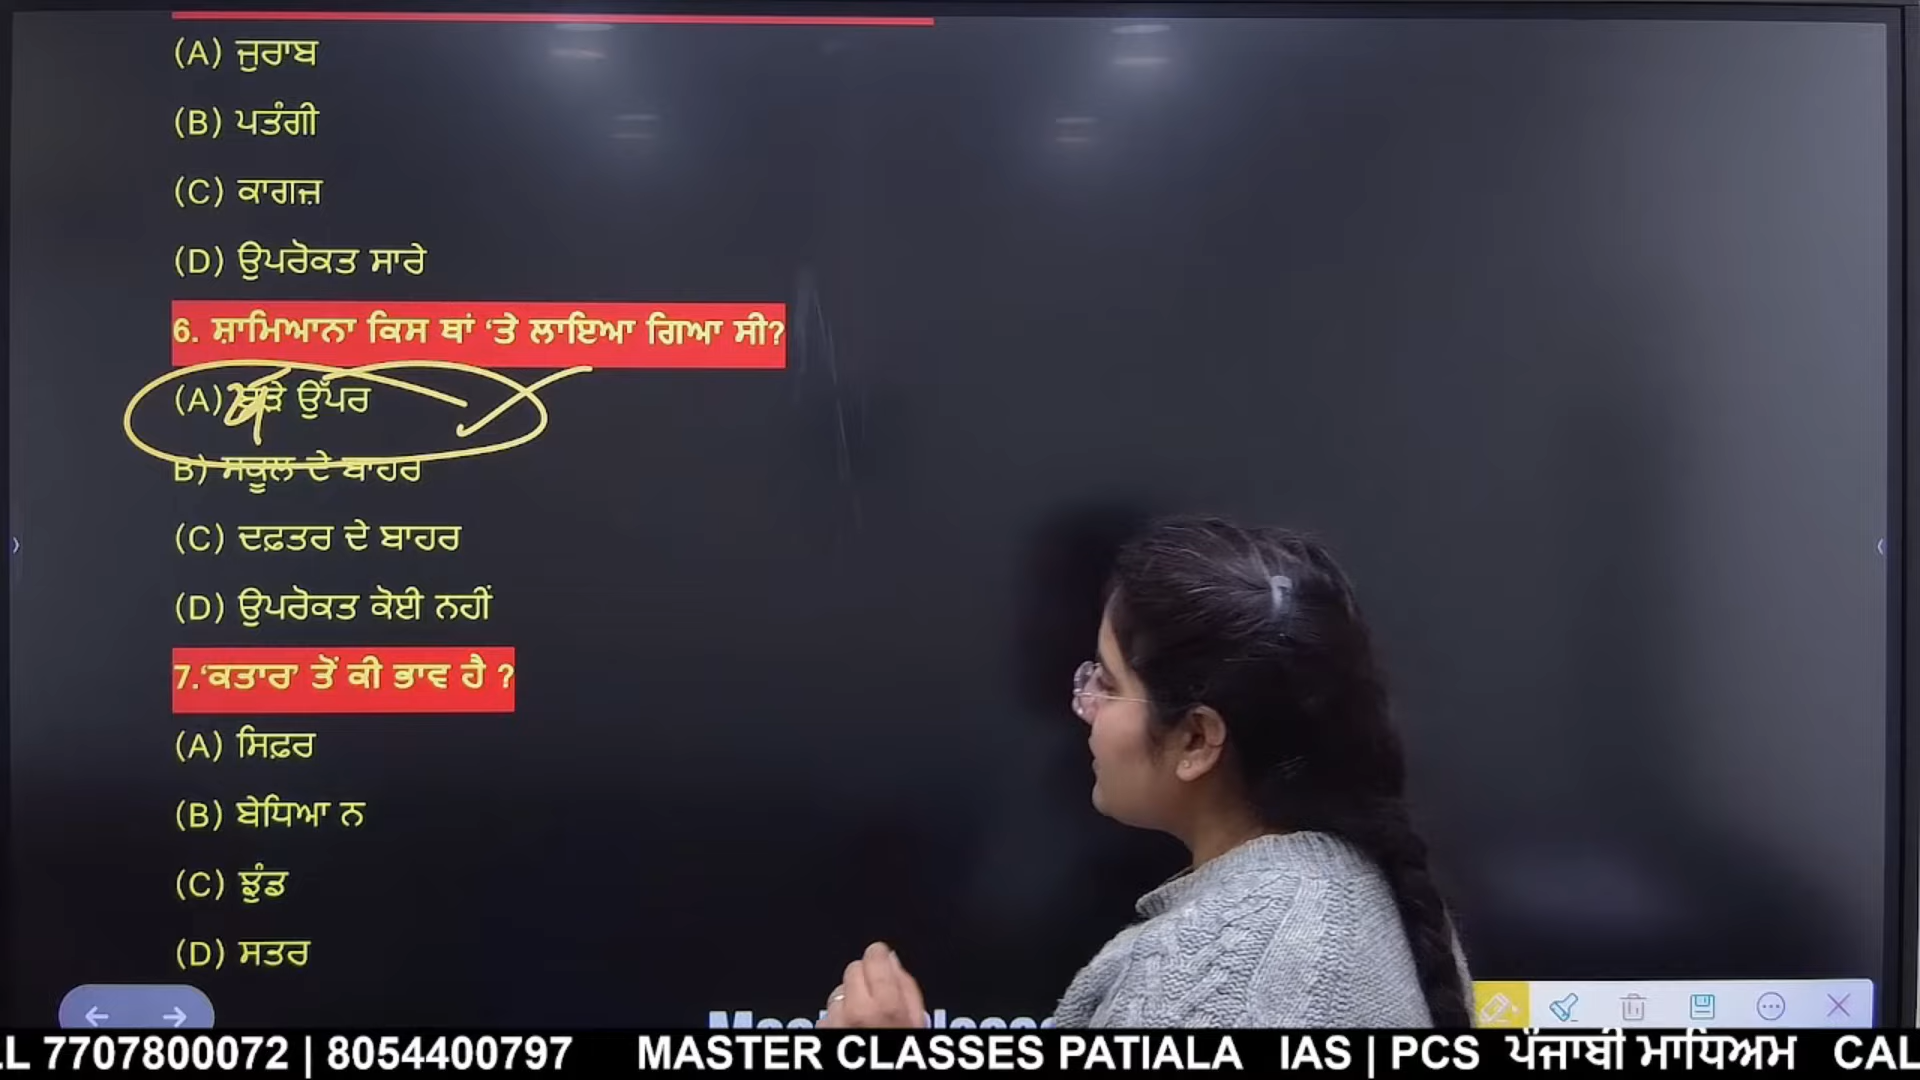 (A) ਜੁਰਾਬ
(B) ਪਤੰਗੀ
(C) ਕਾਗਜ਼
(D) ਉਪਰੋਕਤ ਸਾਰੇ
6. ਸ਼ਾਮਿਆਨਾ ਕਿਸ ਥਾਂ ‘ਤੇ ਲਾਇਆ ਗਿਆ ਸੀ?
(A) ਉੱਪਰ
B) ਸਕੂਲ ਦੇ ਬਾਹਰ
(C) ਦਫ਼ਤਰ ਦੇ ਬਾਹਰ
(D) ਉਪਰੋਕਤ ਕੋਈ ਨਹੀਂ
7.‘ਕਤਾਰ’ ਤੋਂ ਕੀ ਭਾਵ ਹੈ ?
(A) ਸਿਫ਼ਰ
(B) ਬੇਧਿਆ ਨ
(C) ਝੁੰਡ
(D) ਸਤਰ
LL 7707800072 | 8054400797 MASTER CLASSES PATIALA IAS | PCS ਪੰਜਾਬੀ ਮਾਧਿਅਮ CAL